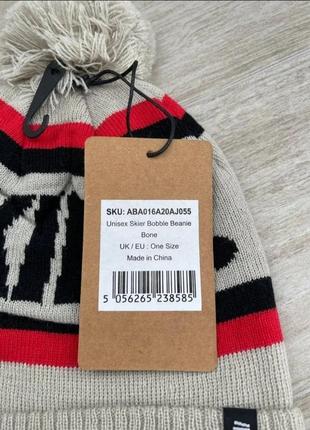 SKU: ABA016A20AJ055
Unisex Skier Bobble Beanie
Bone
UK / EU : One Size
Made in China
5 056265 238585